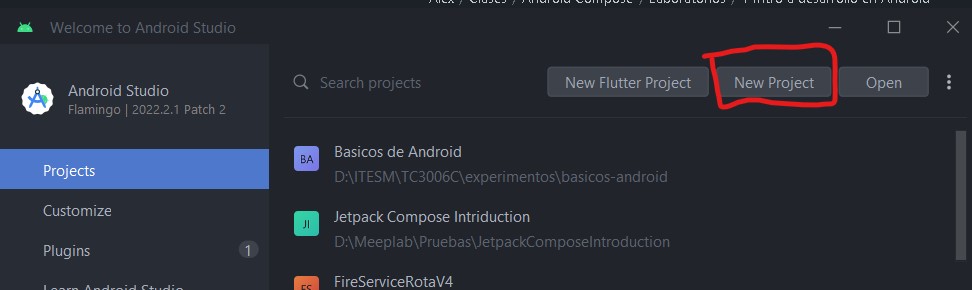 Alex / Clases / Android Compose / Laboratorios / 1 Intro a desarrollo en Android
Welcome to Android Studio
Android Studio
Flamingo | 2022.2.1 Patch 2
Search projects
New Flutter Project
New Project
Open
Projects
Customize
Plugins
1
Learn Android Studio
BA
Basicos de Android
D:\ITESM\TC3006C\experimentos\basicos-android
JI
Jetpack Compose Intriduction
D:\Meeplab\Pruebas\JetpackComposeIntroduction
FS
FireServiceRotaV4